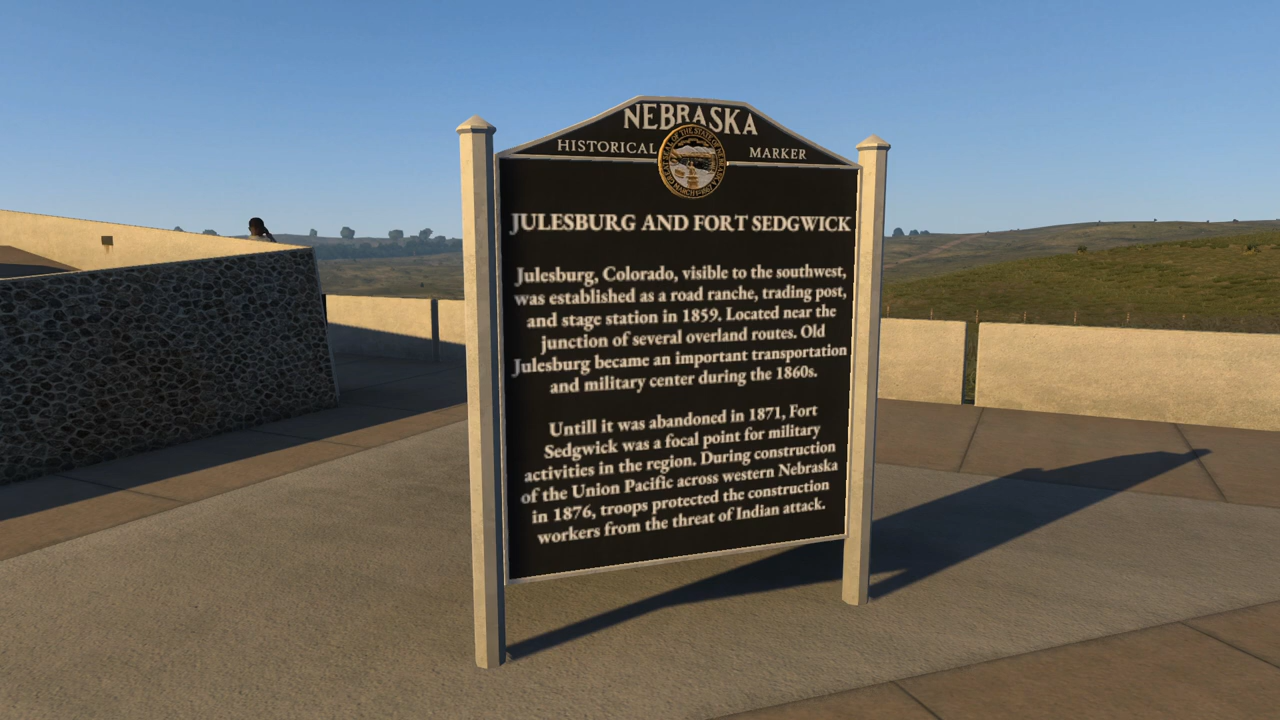 NEBRASKA
HISTORICAL MARKER
JULESBURG AND FORT SEDGWICK
Julesburg, Colorado, visible to the southwest,
was established as a road ranche, trading post,
and stage station in 1859. Located near the
junction of several overland routes. Old
Julesburg became an important transportation
and military center during the 1860s.
Untill it was abandoned in 1871, Fort
Sedgwick was a focal point for military
activities in the region. During construction
of the Union Pacific across western Nebraska
in 1876, troops protected the construction
workers from the threat of Indian attack.